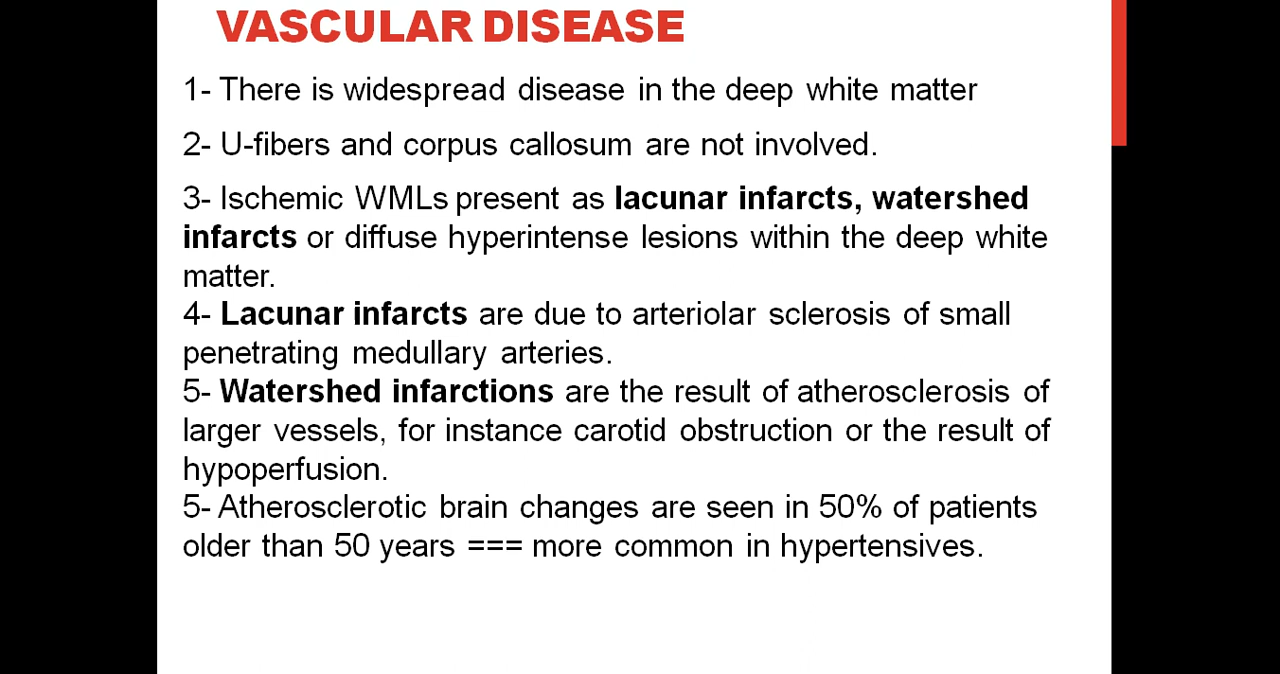 VASCULAR DISEASE
1- There is widespread disease in the deep white matter
2- U-fibers and corpus callosum are not involved.
3- Ischemic WMLs present as lacunar infarcts, watershed
infarcts or diffuse hyperintense lesions within the deep white
matter.
4- Lacunar infarcts are due to arteriolar sclerosis of small
penetrating medullary arteries.
5- Watershed infarctions are the result of atherosclerosis of
larger vessels, for instance carotid obstruction or the result of
hypoperfusion.
5- Atherosclerotic brain changes are seen in 50% of patients
older than 50 years === more common in hypertensives.